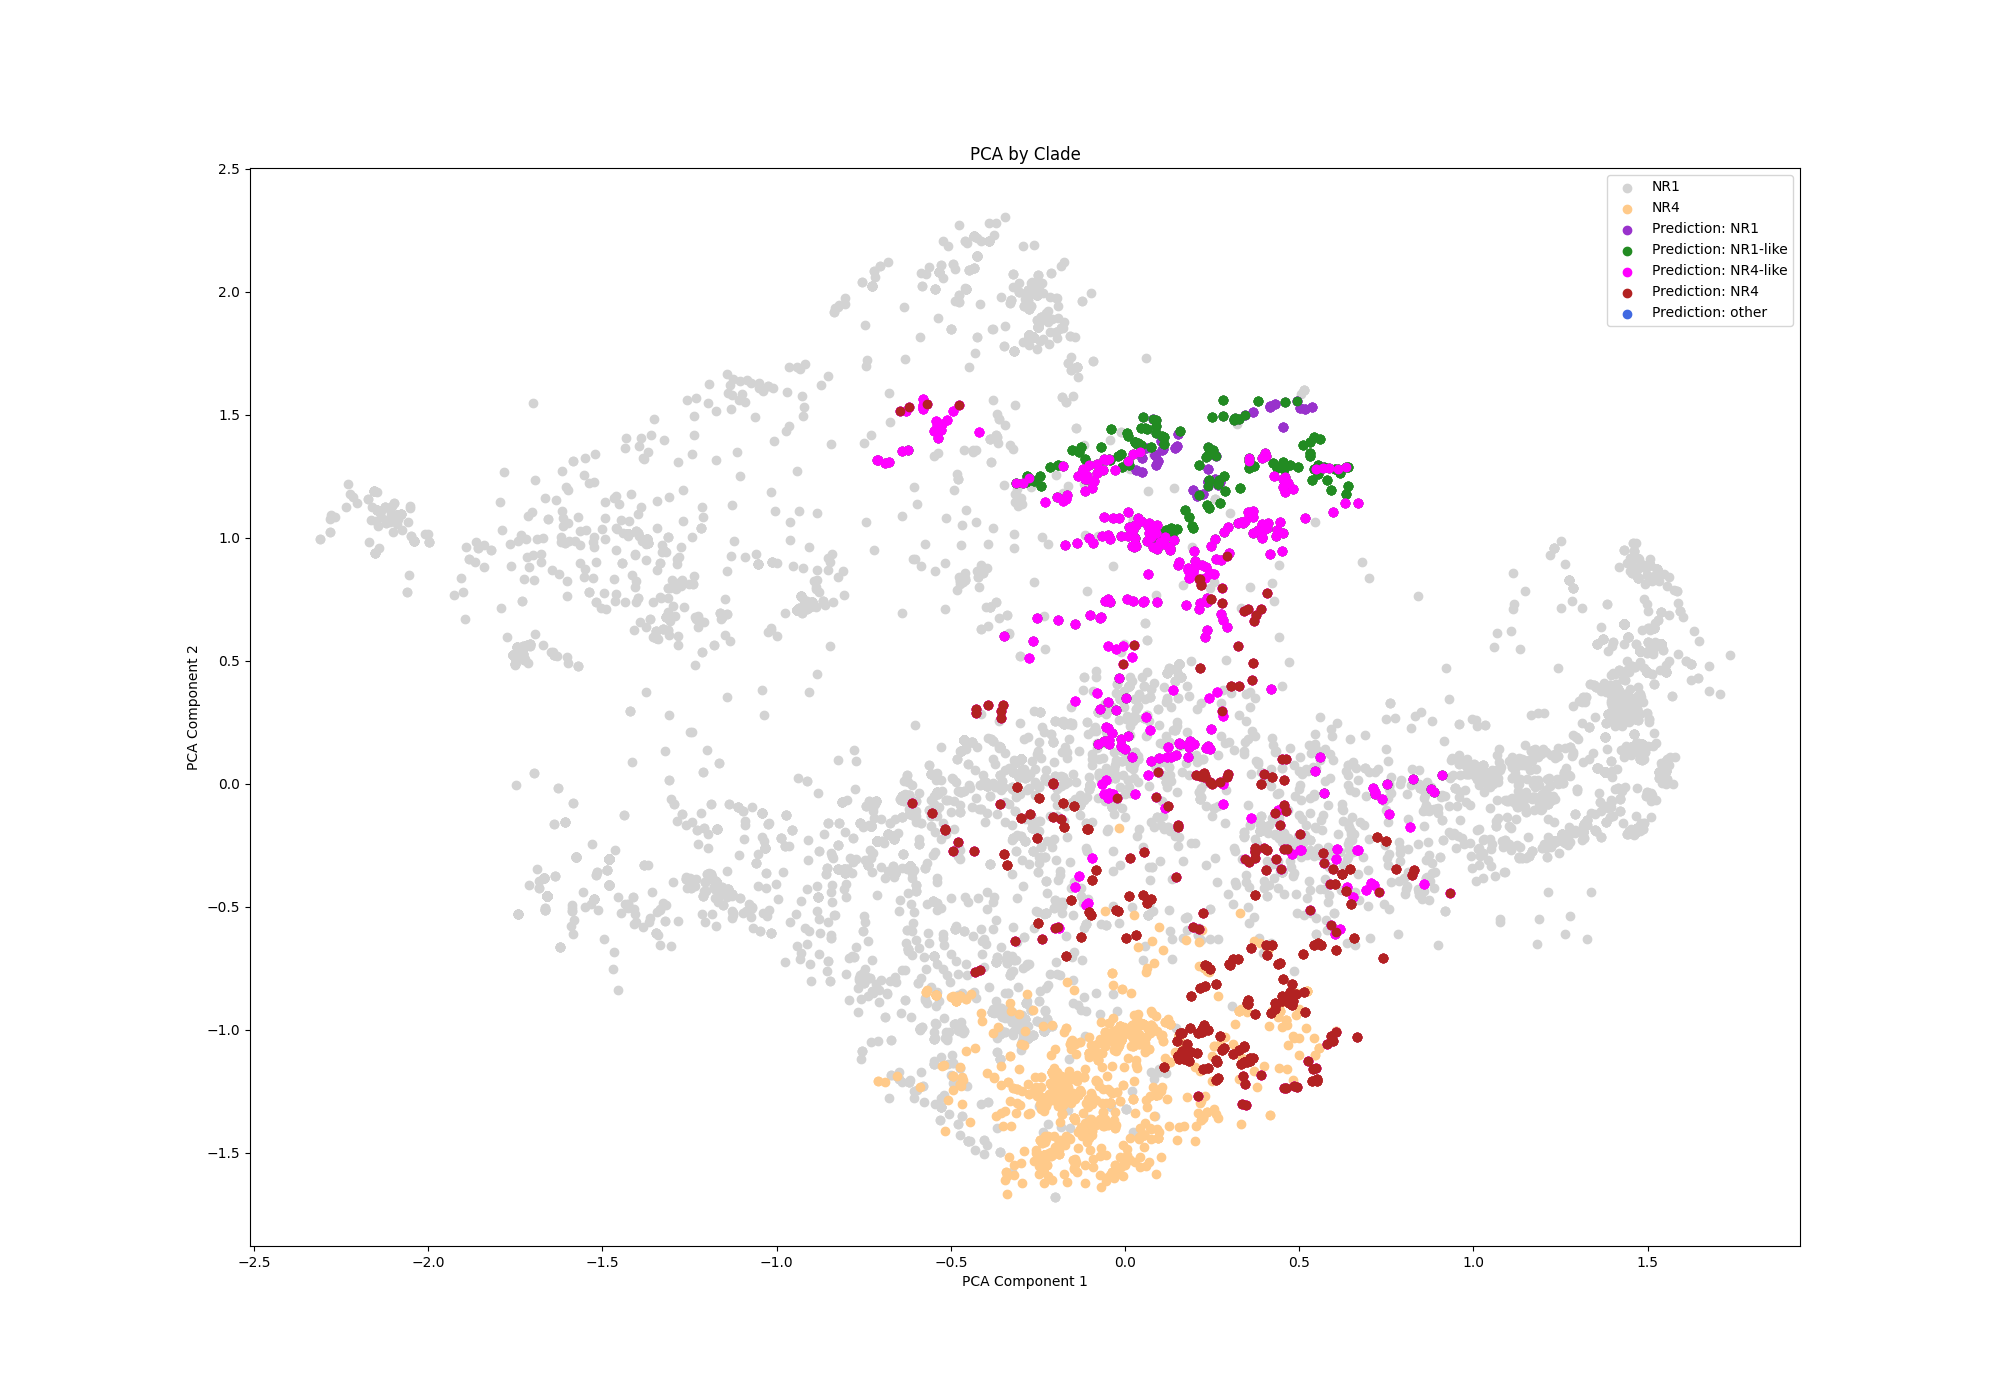 PCA by Clade
2.5
2.0
1.5
1.0
0.5
0.0
−0.5
−1.0
−1.5
PCA Component 2
NR1
NR4
Prediction: NR1
Prediction: NR1-like
Prediction: NR4-like
Prediction: NR4
Prediction: other
−2.5 −2.0 −1.5 −1.0 −0.5 0.0 0.5 1.0 1.5
PCA Component 1